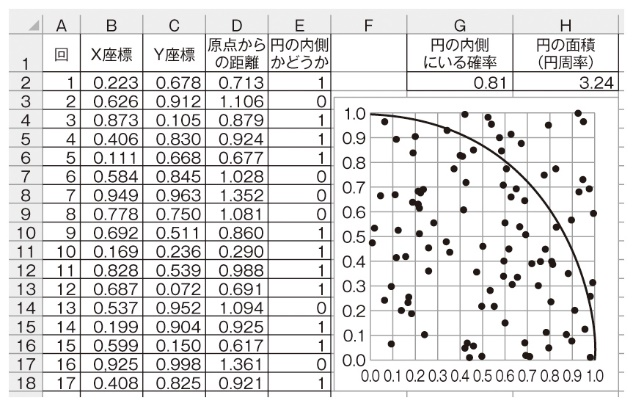 A B C D E F G H
1 回 X座標 Y座標 原点からの距離 円の内側かどうか 円の内側にいる確率 円の面積(円周率)
2 1 0.223 0.678 0.713 1 0.81 3.24
3 2 0.626 0.912 1.106 0
4 3 0.873 0.105 0.879 1
5 4 0.406 0.830 0.924 1
6 5 0.111 0.668 0.677 1
7 6 0.584 0.845 1.028 0
8 7 0.949 0.963 1.352 0
9 8 0.778 0.750 1.081 0
10 9 0.692 0.511 0.860 1
11 10 0.169 0.236 0.290 1
12 11 0.828 0.539 0.988 1
13 12 0.687 0.072 0.691 1
14 13 0.537 0.952 1.094 0
15 14 0.199 0.904 0.925 1
16 15 0.599 0.150 0.617 1
17 16 0.925 0.998 1.361 0
18 17 0.408 0.825 0.921 1
1.0
0.9
0.8
0.7
0.6
0.5
0.4
0.3
0.2
0.1
0.0
0.0 0.1 0.2 0.3 0.4 0.5 0.6 0.7 0.8 0.9 1.0